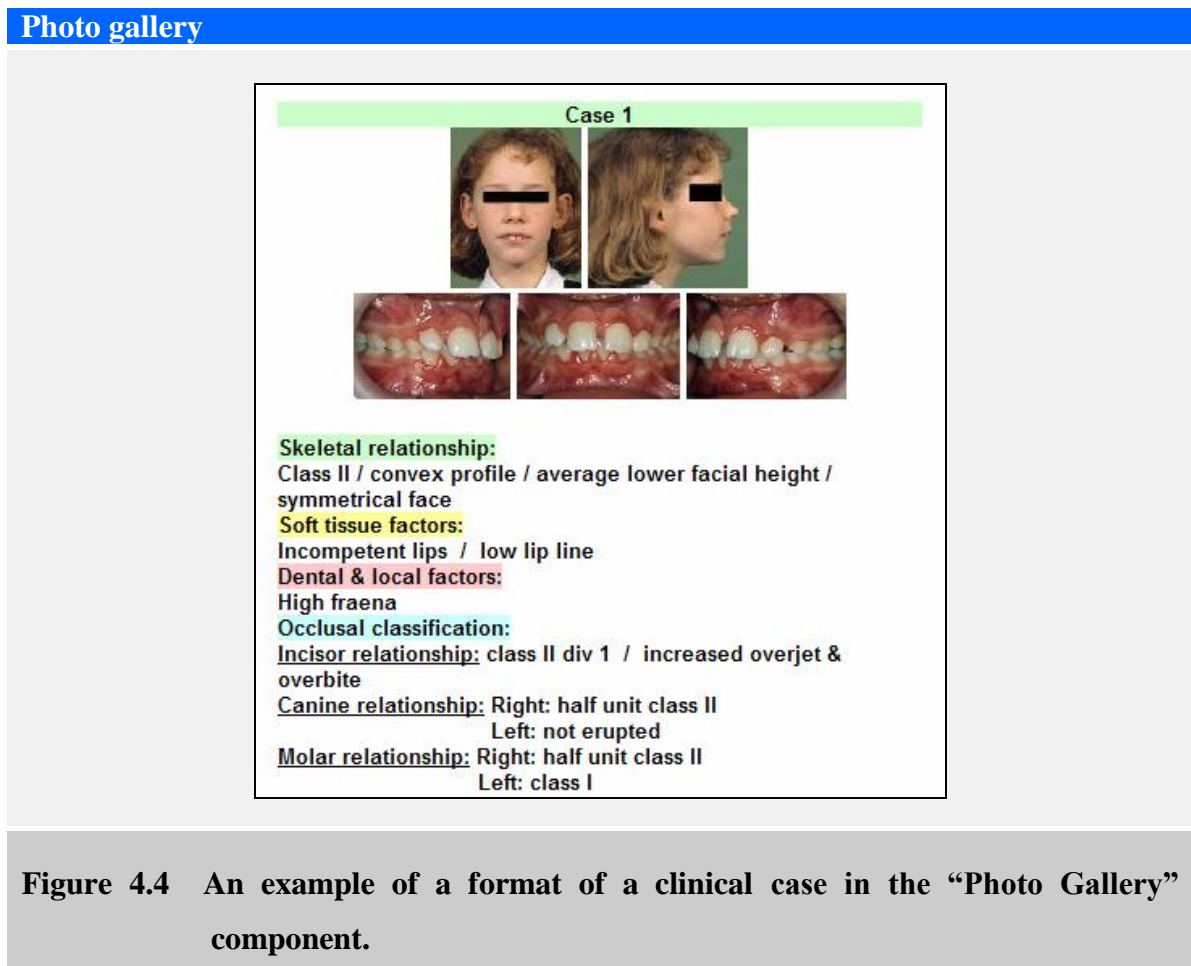 Photo gallery
Case 1
Skeletal relationship:
Class II / convex profile / average lower facial height /
symmetrical face
Soft tissue factors:
Incompetent lips / low lip line
Dental & local factors:
High fraena
Occlusal classification:
Incisor relationship: class II div 1 / increased overjet &
overbite
Canine relationship: Right: half unit class II
Left: not erupted
Molar relationship: Right: half unit class II
Left: class I
Figure 4.4 An example of a format of a clinical case in the “Photo Gallery”
component.